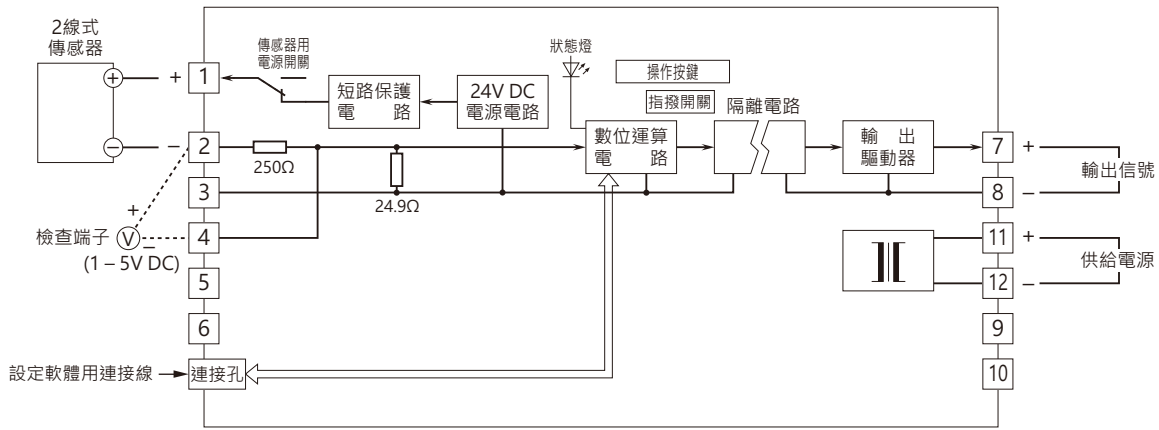 2線式
傳感器
+
−
+
−
1
2
3
4
5
6
傳感器用
電源開關
短路保護
電 路
24V DC
電源電路
狀態燈
操作按鍵
指撥開關
數位運算
電 路
隔離電路
輸 出
驅動器
250Ω
24.9Ω
檢查端子
+
V
−
(1 – 5V DC)
設定軟體用連接線
連接孔
7
8
11
12
9
10
+
−
輸出信號
+
−
供給電源